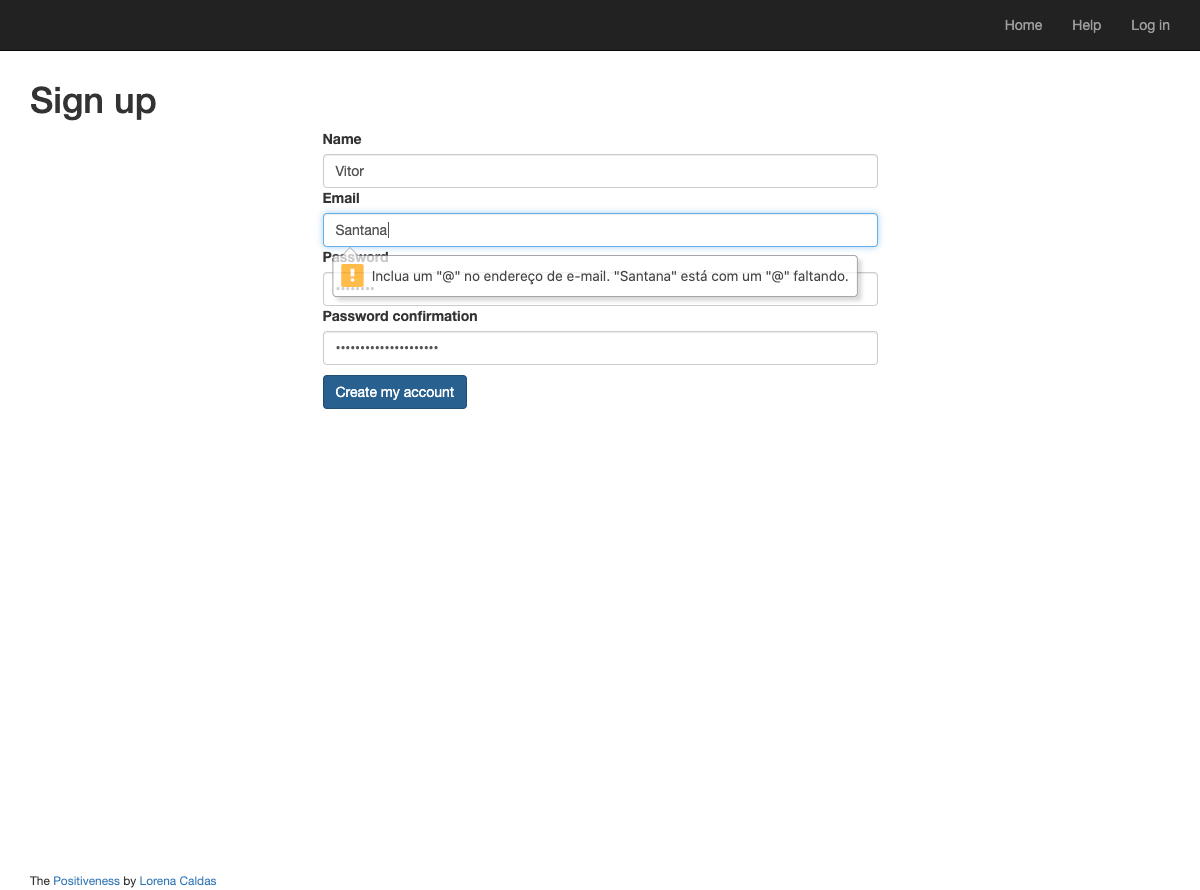 Home Help Log in
Sign up
Name
Vitor
Email
Santana
Password
Inclua um "@" no endereço de e-mail. "Santana" está com um "@" faltando.
Password confirmation
•••••••••••••••••••••
Create my account
The Positiveness by Lorena Caldas